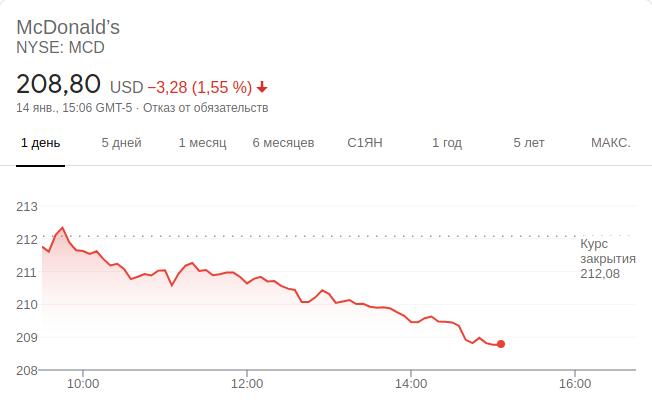 McDonald’s
NYSE: MCD
208,80 USD −3,28 (1,55 %)
14 янв., 15:06 GMT-5 · Отказ от обязательств
1 день 5 дней 1 месяц 6 месяцев С1ЯН 1 год 5 лет МАКС.
213
212
Курс
закрытия
211
212,08
210
209
208
10:00 12:00 14:00 16:00